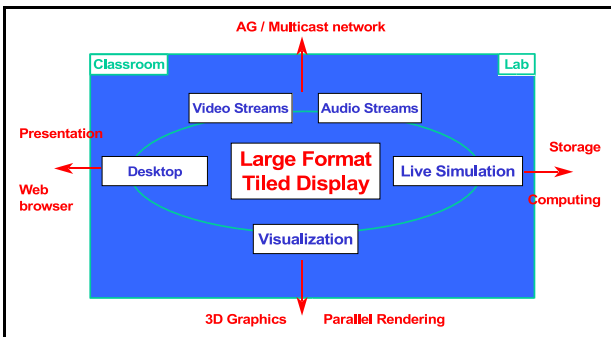 AG / Multicast network
Classroom
Lab
Video Streams
Audio Streams
Presentation
Storage
Large Format
Tiled Display
Desktop
Live Simulation
Web
browser
Computing
Visualization
3D Graphics
Parallel Rendering